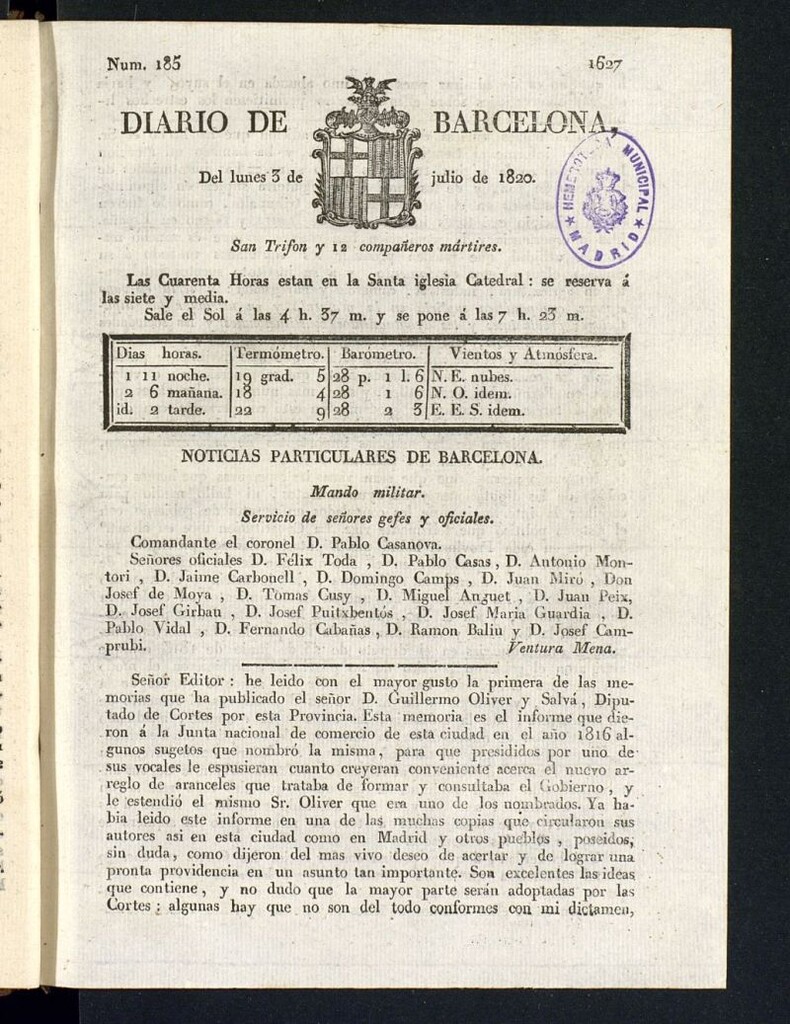 Num. 185 1627
DIARIO DE BARCELONA,
Del lunes 3 de julio de 1820.
HEMEROTECA MUNICIPAL
★ MADRID ★
San Trifon y 12 compañeros mártires.
Las Cuarenta Horas estan en la Santa iglesia Catedral : se reserva á
las siete y media.
Sale el Sol á las 4 h. 37 m. y se pone á las 7 h. 23 m.
Dias horas. Termómetro. Barómetro. Vientos y Atmósfera.
1 11 noche. 19 grad. 5 28 p. 1 l. 6 N. E. nubes.
2 6 mañana. 18 4 28 1 6 N. O. idem.
id. 2 tarde. 22 9 28 2 3 E. E. S. idem.
NOTICIAS PARTICULARES DE BARCELONA.
Mando militar.
Servicio de señores gefes y oficiales.
Comandante el coronel D. Pablo Casanova.
Señores oficiales D. Félix Toda , D. Pablo Casas, D. Antonio Mon-
tori , D. Jaime Carbonell , D. Domingo Camps , D. Juan Miró , Don
Josef de Moya , D. Tomas Cusy , D. Miguel Anguet , D. Juan Peix,
D. Josef Girbau , D. Josef Puitxbentós , D. Josef Maria Guardia , D.
Pablo Vidal , D. Fernando Cabañas , D. Ramon Baliu y D. Josef Cam-
prubi. Ventura Mena.
Señor Editor : he leido con el mayor gusto la primera de las me-
morias que ha publicado el señor D. Guillermo Oliver y Salvá, Dipu-
tado de Cortes por esta Provincia. Esta memoria es el informe que die-
ron á la Junta nacional de comercio de esta ciudad en el año 1816 al-
gunos sugetos que nombró la misma, para que presididos por uno de
sus vocales le espusieran cuanto creyeran conveniente acerca el nuevo ar-
reglo de aranceles que trataba de formar y consultaba el Gobierno , y
le estendió el mismo Sr. Oliver que era uno de los nombrados. Ya ha-
bia leido este informe en una de las muchas copias que circularon sus
autores asi en esta ciudad como en Madrid y otros pueblos , poseidos,
sin duda, como dijeron del mas vivo deseo de acertar y de lograr una
pronta providencia en un asunto tan importante. Son excelentes las ideas
que contiene, y no dudo que la mayor parte serán adoptadas por las
Cortes ; algunas hay que no son del todo conformes con mi dictamen,